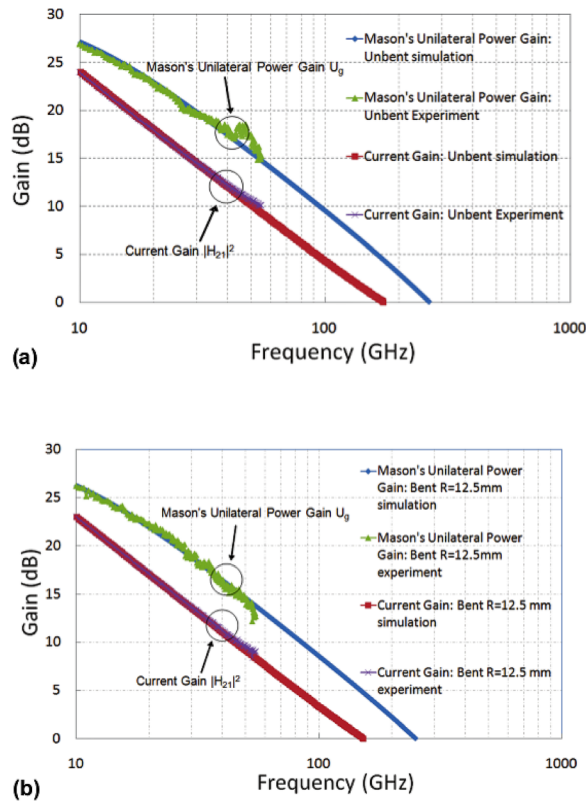 30
25
20
15
10
5
0
Gain (dB)
10
100
1000
Frequency (GHz)
Mason's Unilateral Power Gain Ug
Current Gain |H21|²
Mason's Unilateral Power Gain:
Unbent simulation
Mason's Unilateral Power Gain:
Unbent Experiment
Current Gain: Unbent simulation
Current Gain: Unbent Experiment
(a)
30
25
20
15
10
5
0
Gain (dB)
10
100
1000
Frequency (GHz)
Mason's Unilateral Power Gain Ug
Current Gain |H21|²
Mason's Unilateral Power
Gain: Bent R=12.5mm
simulation
Mason's Unilateral Power
Gain: Bent R=12.5mm
experiment
Current Gain: Bent R=12.5 mm
simulation
Current Gain: Bent R=12.5 mm
experiment
(b)